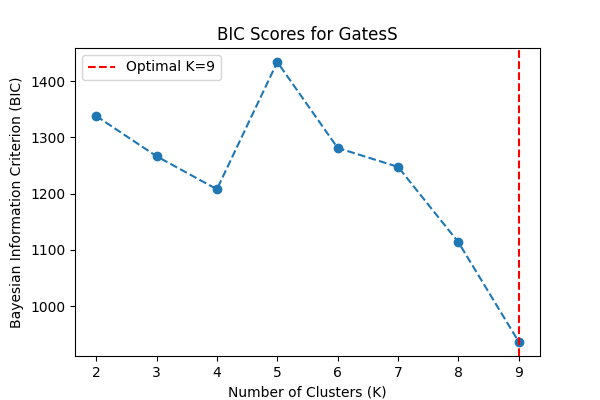 BIC Scores for GatesS
Optimal K=9
Bayesian Information Criterion (BIC)
1400
1300
1200
1100
1000
2 3 4 5 6 7 8 9
Number of Clusters (K)